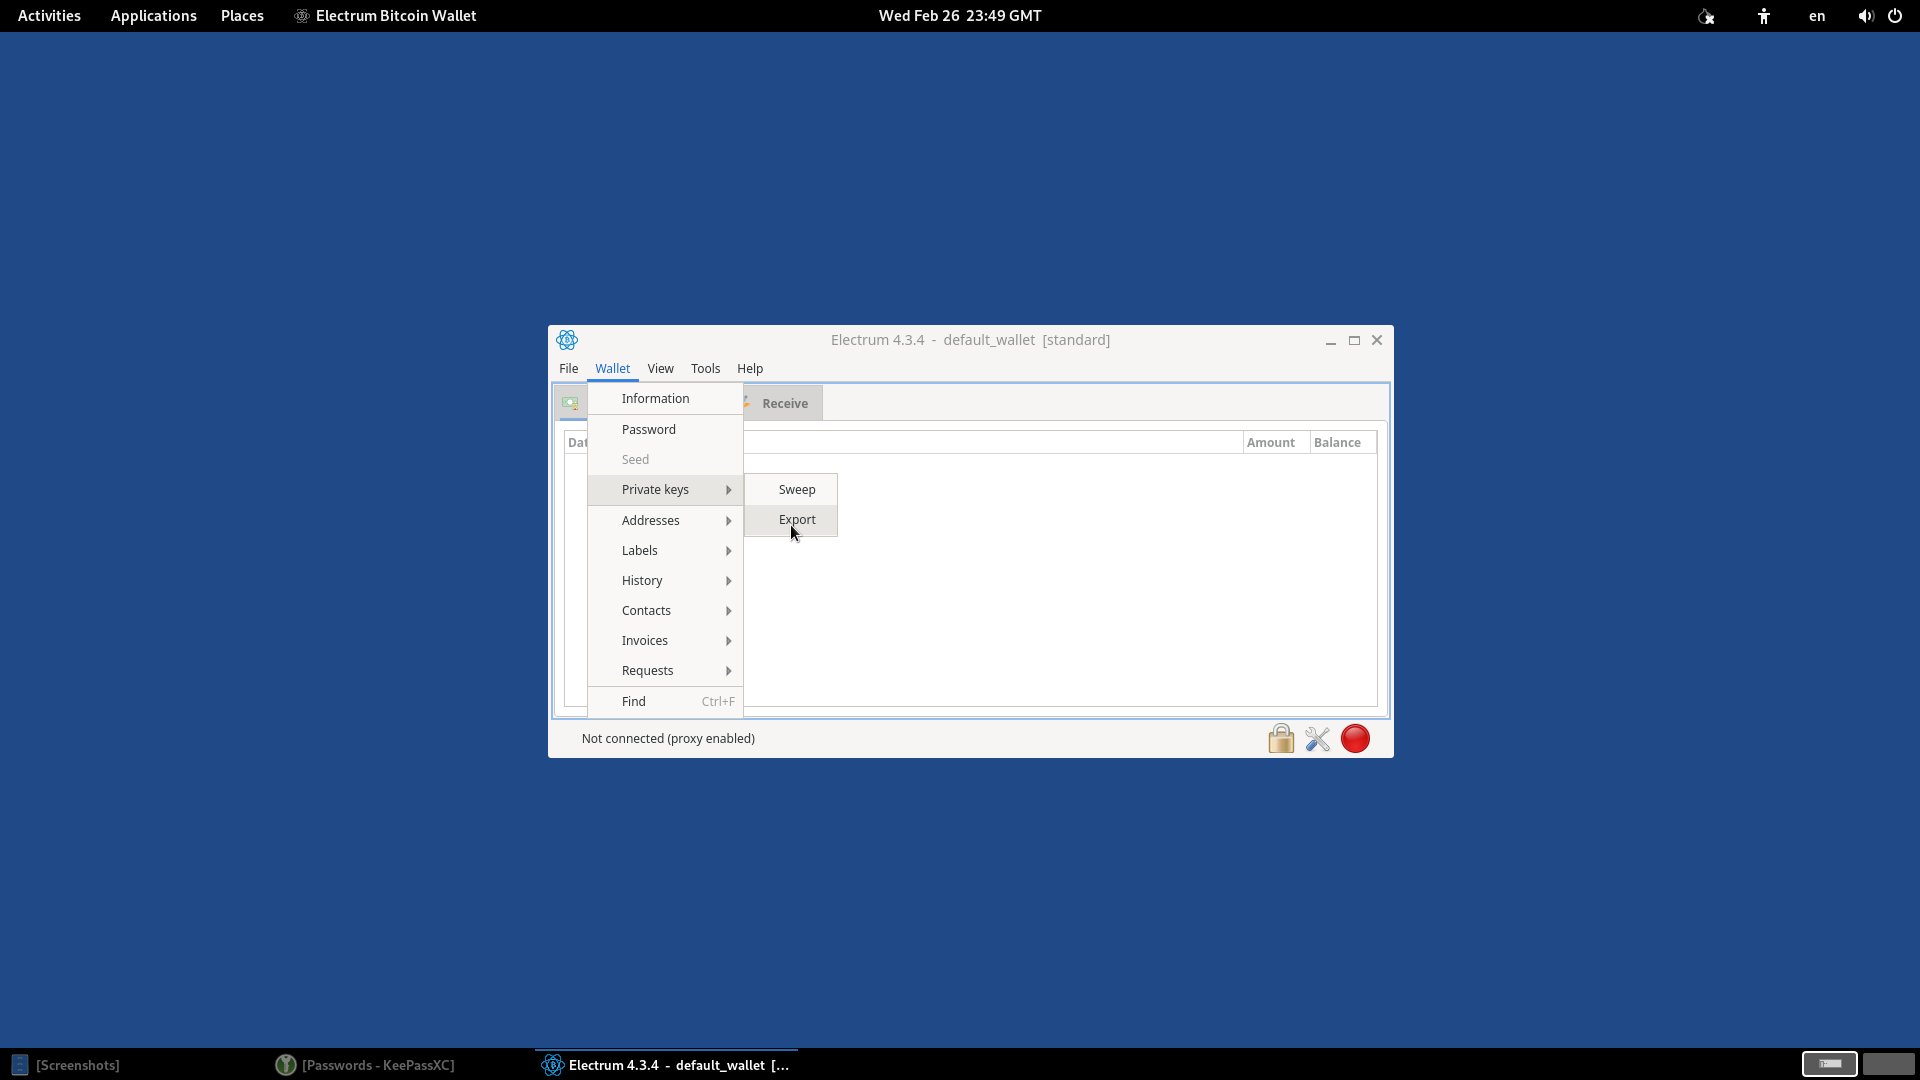 Activities Applications Places Electrum Bitcoin Wallet Wed Feb 26 23:49 GMT en
Electrum 4.3.4 - default_wallet [standard]
File Wallet View Tools Help
Information
Receive
Password
Dat Amount Balance
Seed
Private keys Sweep
Addresses Export
Labels
History
Contacts
Invoices
Requests
Find Ctrl+F
Not connected (proxy enabled)
[Screenshots] [Passwords - KeePassXC] Electrum 4.3.4 - default_wallet [...